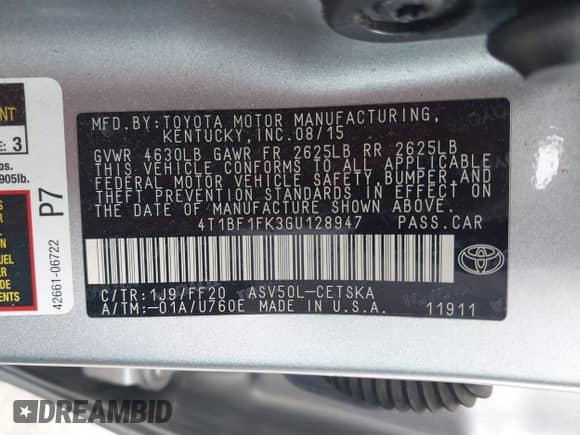 MFD.BY:TOYOTA MOTOR MANUFACTURING,
KENTUCKY,INC.08/15
GVWR 4630LB GAWR FR 2625LB RR 2625LB
THIS VEHICLE CONFORMS TO ALL APPLICABLE
FEDERAL MOTOR VEHICLE SAFETY, BUMPER AND
THEFT PREVENTION STANDARDS IN EFFECT ON
THE DATE OF MANUFACTURE SHOWN ABOVE.
4T1BF1FK3GU128947 PASS.CAR
C/TR:1J9/FF20 ASV50L-CETSKA
A/TM:-01A/U760E MADE IN U.S.A. 11911
E: 3
905lb.
P7
42661-06722
DREAMBID